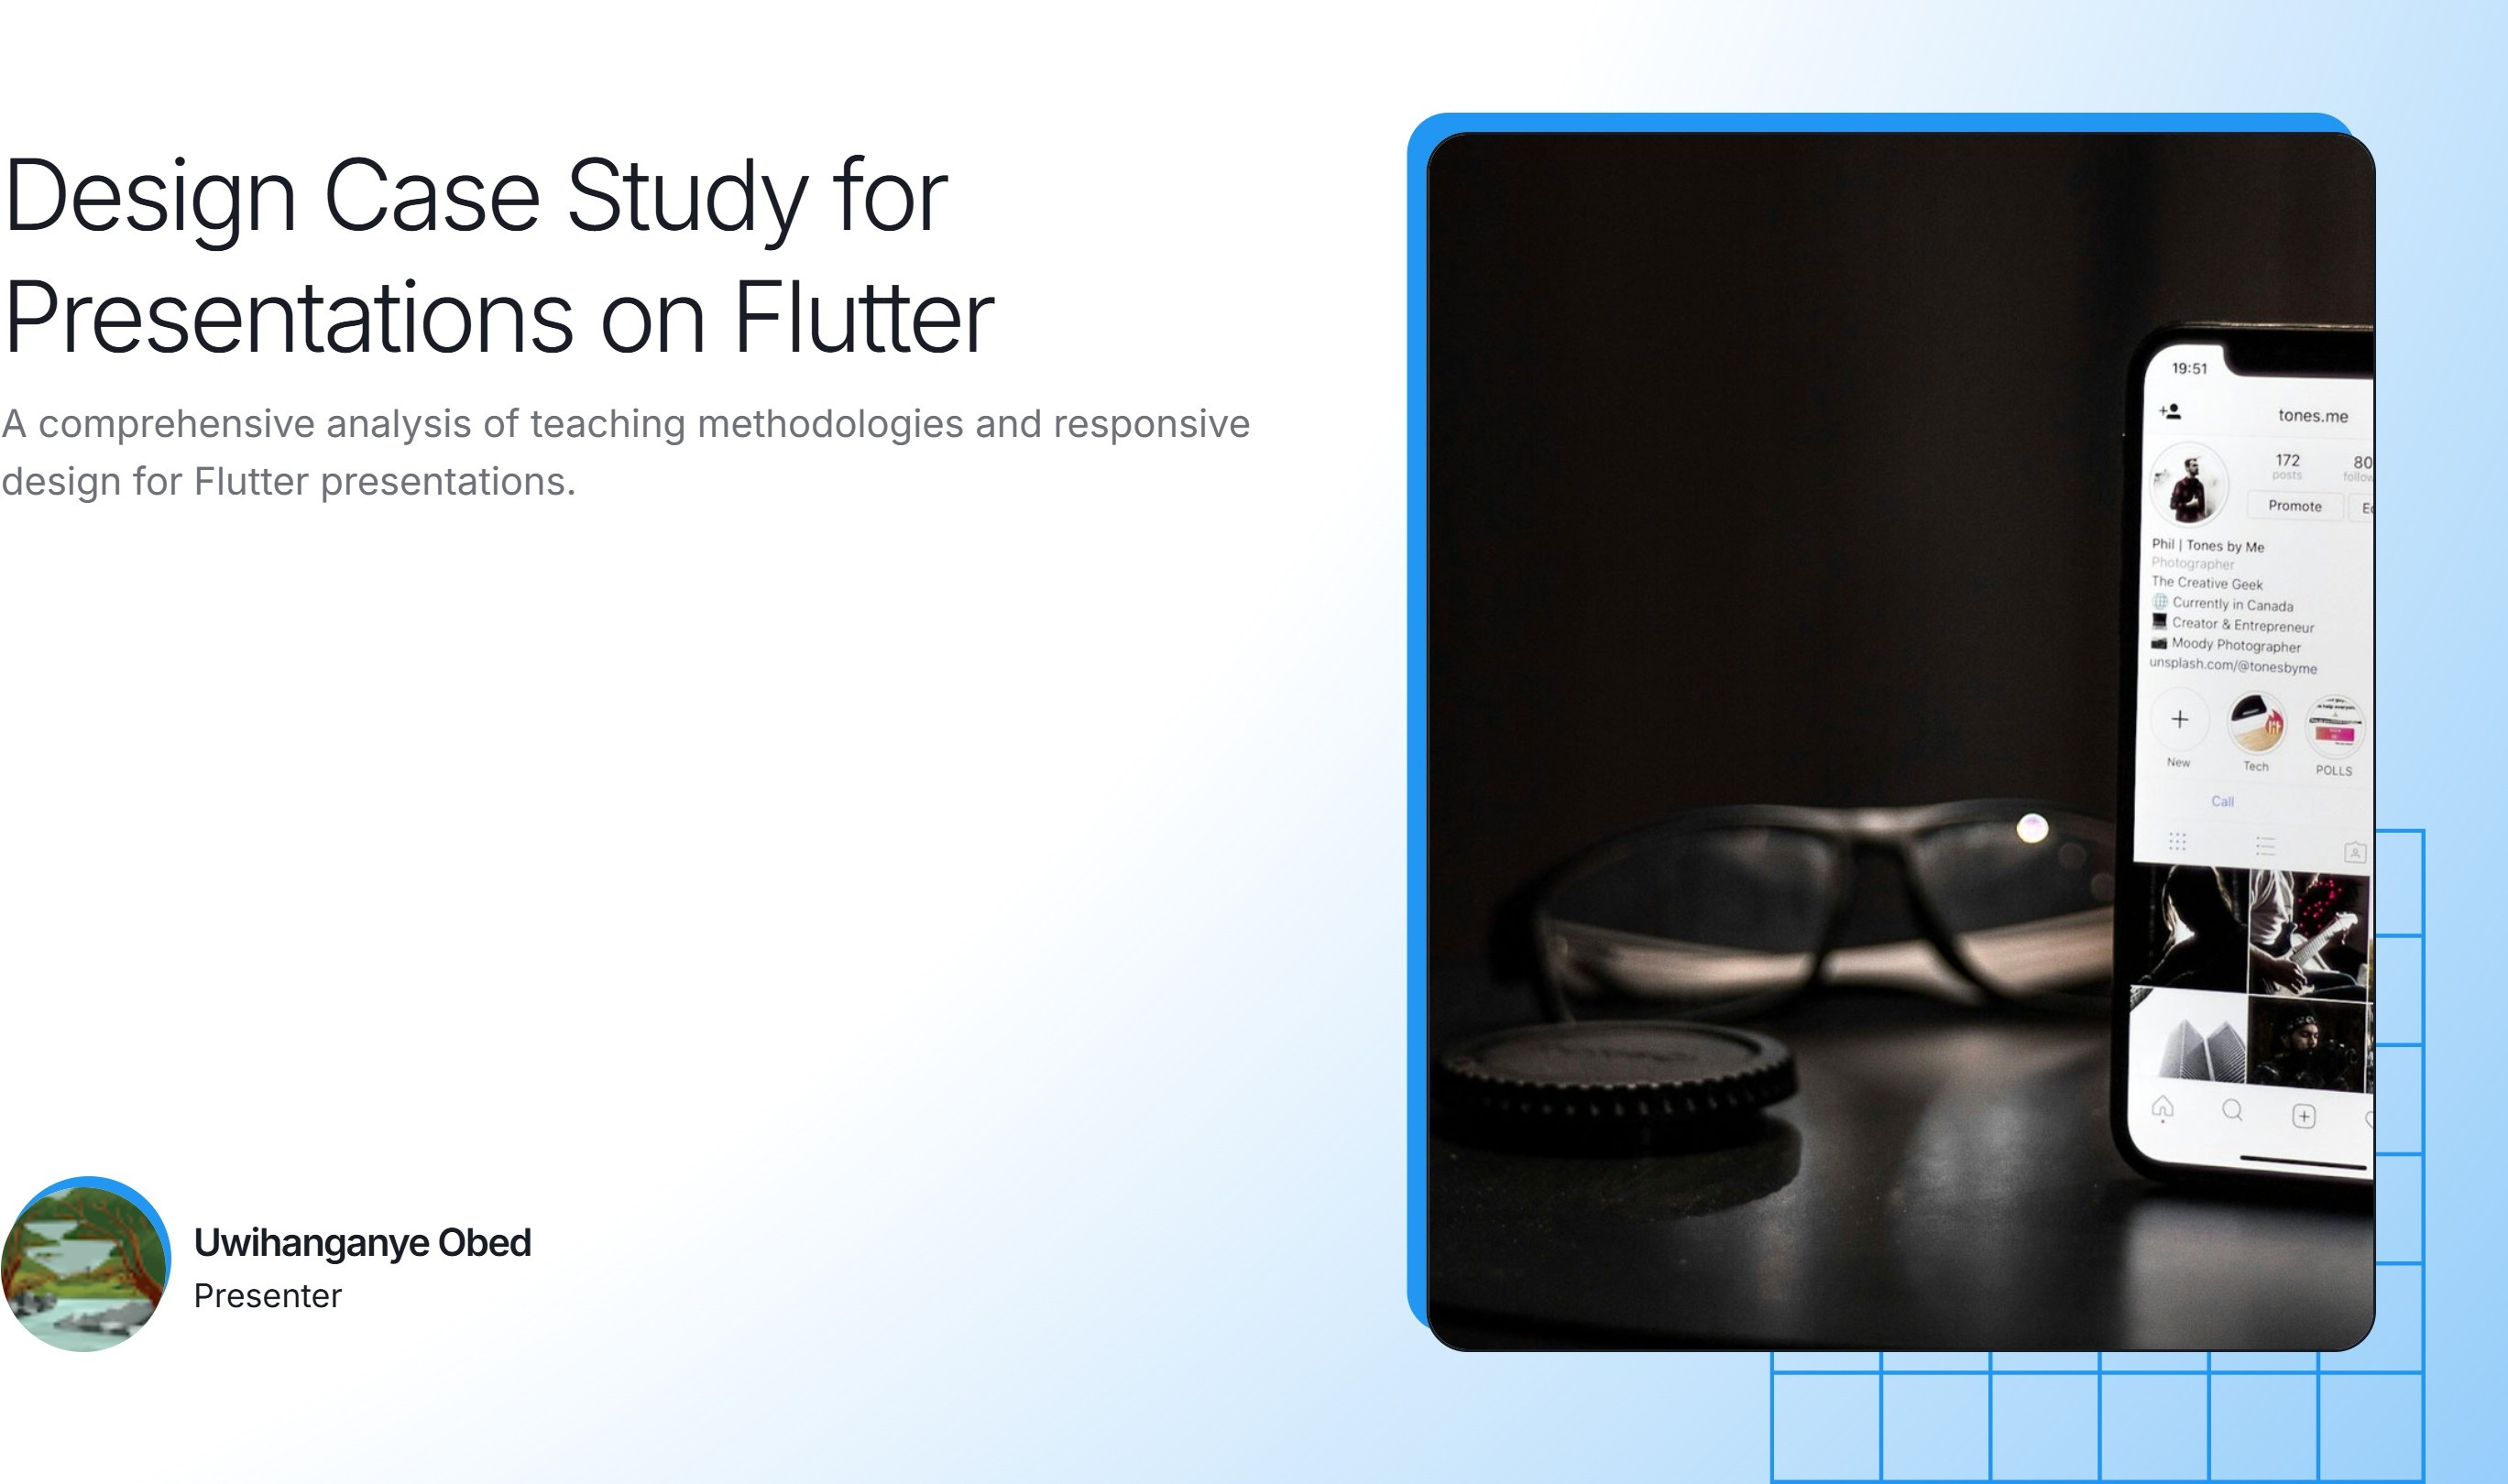 Design Case Study for
Presentations on Flutter
A comprehensive analysis of teaching methodologies and responsive
design for Flutter presentations.
Uwihanganye Obed
Presenter
19:51
tones.me
172
80
posts
follow
Promote
Phil | Tones by Me
Photographer
The Creative Geek
Currently in Canada
Creator & Entrepreneur
Moody Photographer
unsplash.com/@tonesbyme
New
Tech
POLLS
Call